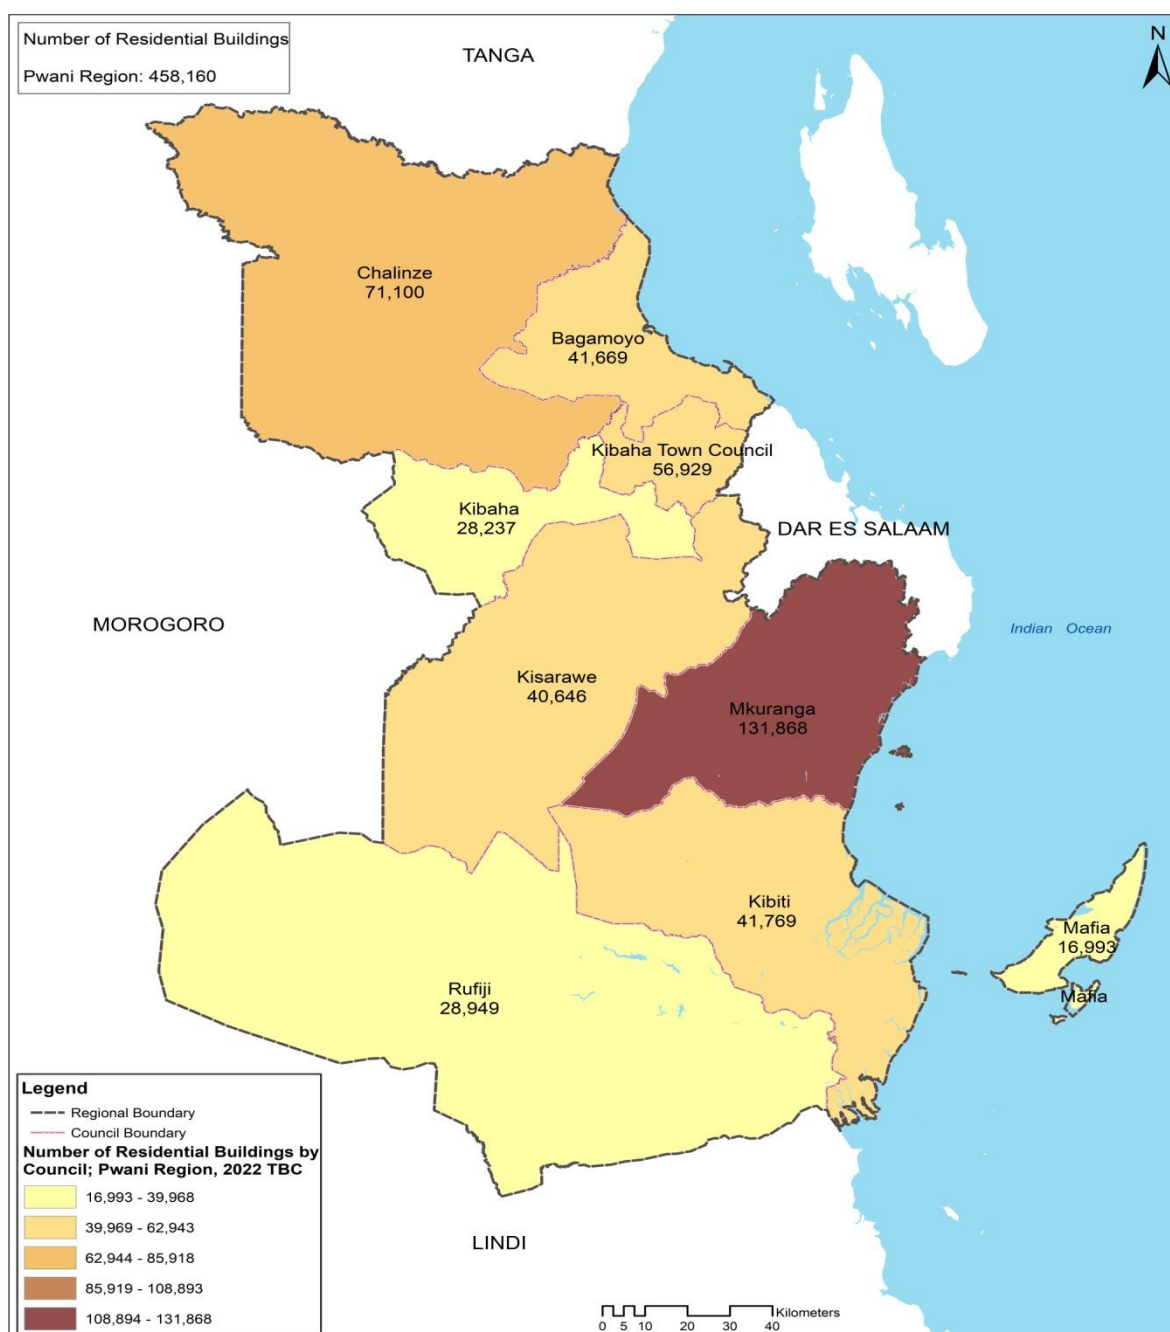 Number of Residential Buildings
Pwani Region: 458,160
TANGA
N
Chalinze
71,100
Bagamoyo
41,669
Kibaha Town Council
56,929
Kibaha
28,237
DAR ES SALAAM
MOROGORO
Indian Ocean
Kisarawe
40,646
Mkuranga
131,868
Kibiti
41,769
Mafia
16,993
Mafia
Rufiji
28,949
Legend
Regional Boundary
Council Boundary
Number of Residential Buildings by
Council; Pwani Region, 2022 TBC
16,993 - 39,968
39,969 - 62,943
62,944 - 85,918
85,919 - 108,893
108,894 - 131,868
LINDI
Kilometers
0 5 10 20 30 40